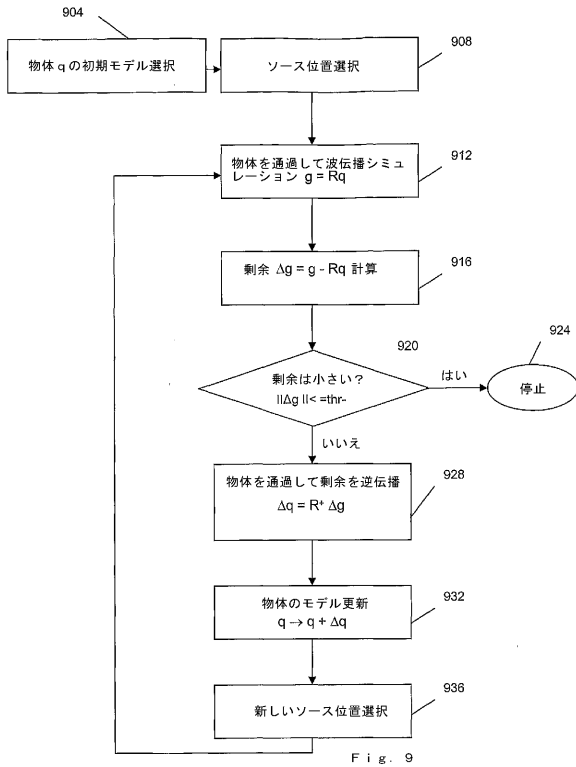 904
物体 q の初期モデル選択
ソース位置選択
908
物体を通過して波伝播シミュ
レーション g = Rq
912
剰余 Δg = g - Rq 計算
916
920
剰余は小さい?
||Δg ||< =thr-
はい
924
停止
いいえ
物体を通過して剰余を逆伝播
Δq = R⁺ Δg
928
物体のモデル更新
q → q + Δq
932
新しいソース位置選択
936
Fig. 9